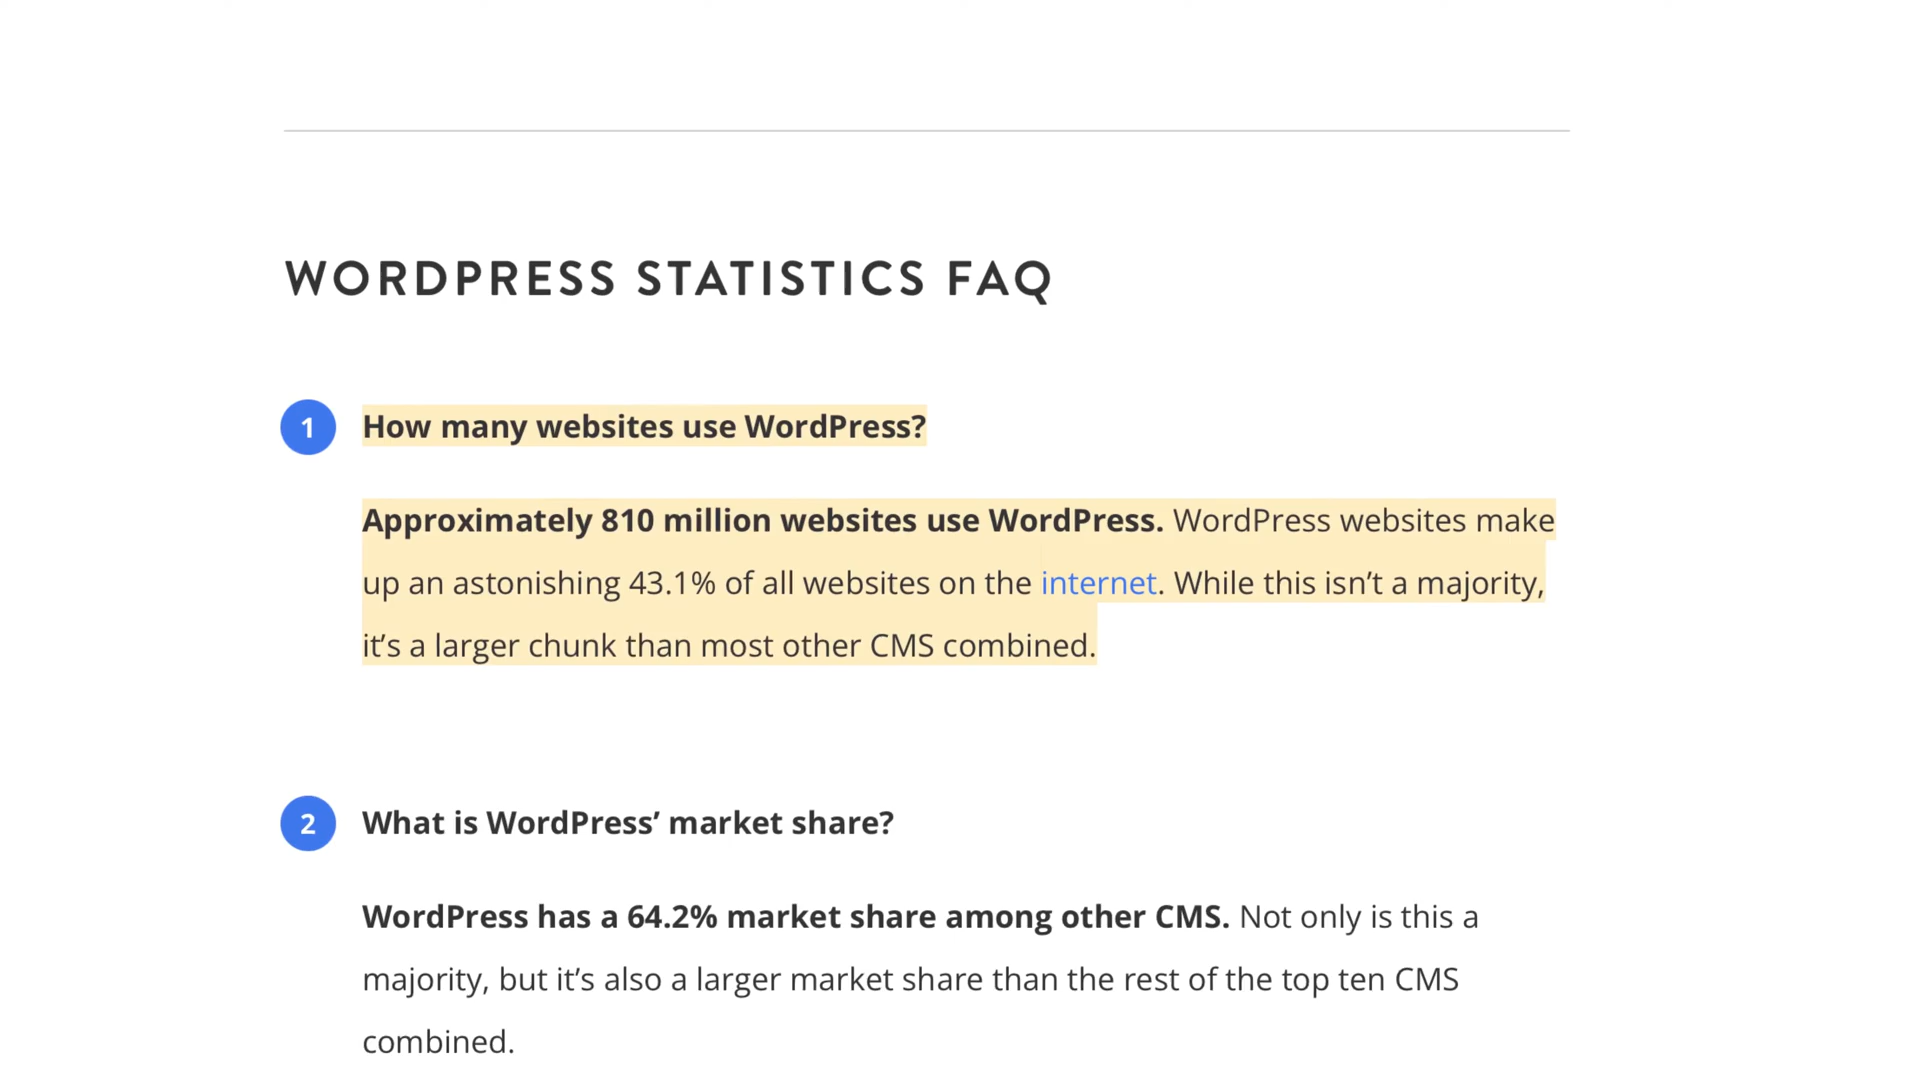 WORDPRESS STATISTICS FAQ
1 How many websites use WordPress?
Approximately 810 million websites use WordPress. WordPress websites make
up an astonishing 43.1% of all websites on the internet. While this isn’t a majority,
it’s a larger chunk than most other CMS combined.
2 What is WordPress’ market share?
WordPress has a 64.2% market share among other CMS. Not only is this a
majority, but it’s also a larger market share than the rest of the top ten CMS
combined.